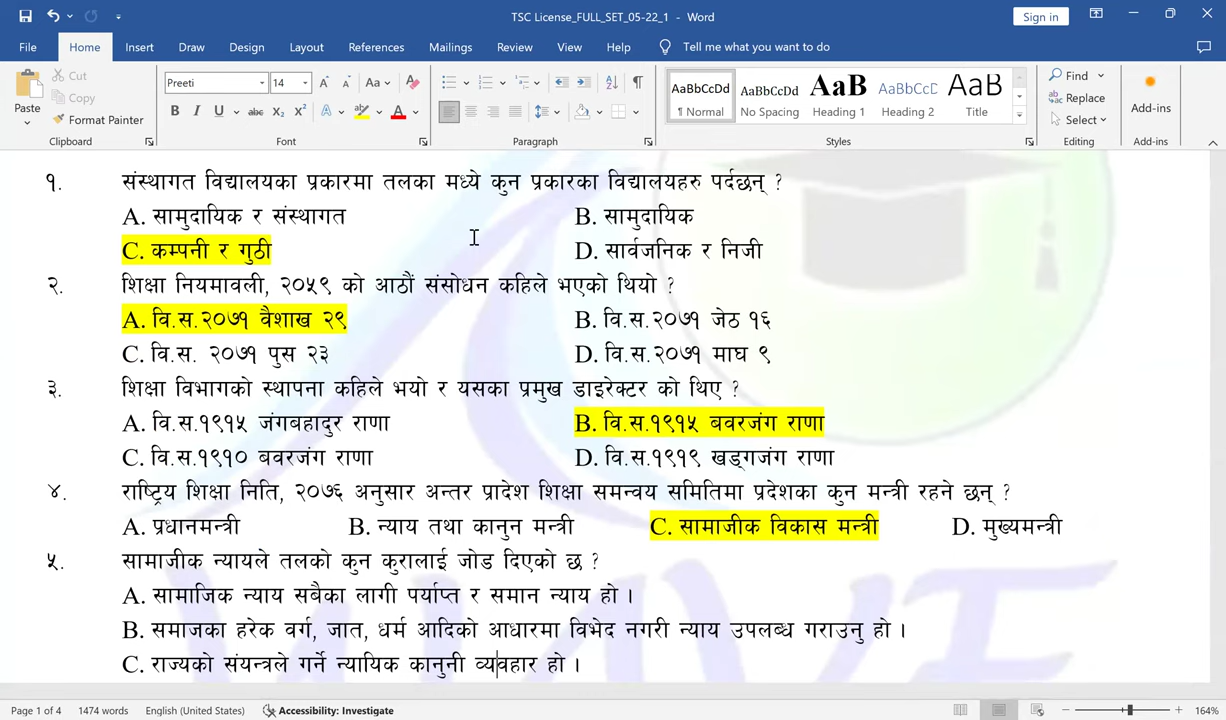 TSC License_FULL_SET_05-22_1 - Word
Sign in
File Home Insert Draw Design Layout References Mailings Review View Help Tell me what you want to do
Paste
Cut
Copy
Format Painter
Clipboard
Preeti 14
B I U abc X₂ X²
Font
Paragraph
AaBbCcDd ¶ Normal
AaBbCcDd No Spacing
AaB Heading 1
AaBbCcD Heading 2
AaB Title
Styles
Find
Replace
Select
Editing
Add-ins
Add-ins
१. संस्थागत विद्यालयका प्रकारमा तलका मध्ये कुन प्रकारका विद्यालयहरु पर्दछन् ?
A. सामुदायिक र संस्थागत B. सामुदायिक
C. कम्पनी र गुठी D. सार्वजनिक र निजी
२. शिक्षा नियमावली, २०५९ को आठौं संसोधन कहिले भएको थियो ?
A. वि.स.२०७१ वैशाख २९ B. वि.स.२०७१ जेठ १६
C. वि.स. २०७१ पुस २३ D. वि.स.२०७१ माघ ९
३. शिक्षा विभागको स्थापना कहिले भयो र यसका प्रमुख डाइरेक्टर को थिए ?
A. वि.स.१९१५ जंगबहादुर राणा B. वि.स.१९१५ बवरजंग राणा
C. वि.स.१९१० बवरजंग राणा D. वि.स.१९१९ खड्गजंग राणा
४. राष्ट्रिय शिक्षा निति, २०७६ अनुसार अन्तर प्रादेश शिक्षा समन्वय समितिमा प्रदेशका कुन मन्त्री रहने छन् ?
A. प्रधानमन्त्री B. न्याय तथा कानुन मन्त्री C. सामाजीक विकास मन्त्री D. मुख्यमन्त्री
५. सामाजीक न्यायले तलको कुन कुरालाई जोड दिएको छ ?
A. सामाजिक न्याय सबैका लागी पर्याप्त र समान न्याय हो ।
B. समाजका हरेक वर्ग, जात, धर्म आदिको आधारमा विभेद नगरी न्याय उपलब्ध गराउनु हो ।
C. राज्यको संयन्त्रले गर्ने न्यायिक कानुनी व्यवहार हो ।
Page 1 of 4 1474 words English (United States) Accessibility: Investigate 164%